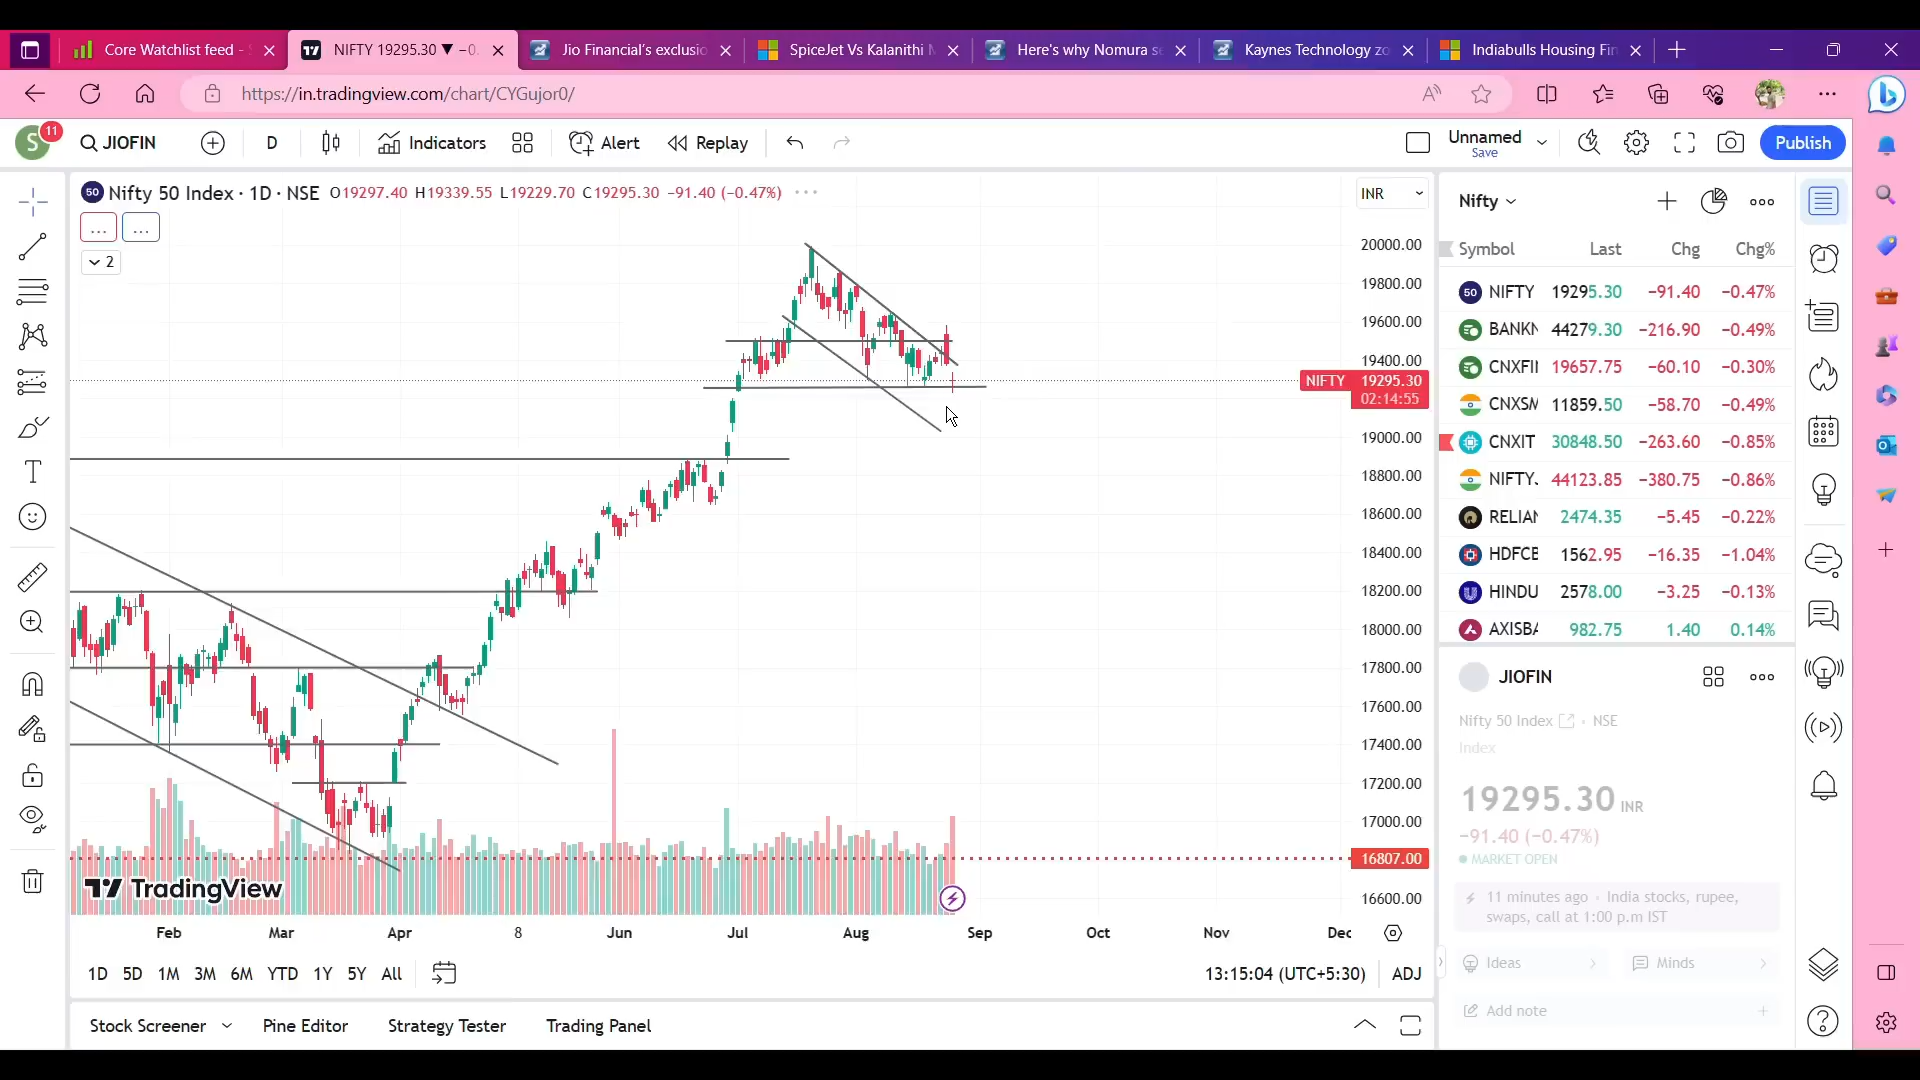 Core Watchlist feed -
NIFTY 19295.30 ▼ −0.
Jio Financial's exclusio
SpiceJet Vs Kalanithi M
Here's why Nomura se
Kaynes Technology zo
Indiabulls Housing Fin
https://in.tradingview.com/chart/CYGujor0/
S 11
JIOFIN
D
Indicators
Alert
Replay
Unnamed
Save
Publish
50 Nifty 50 Index · 1D · NSE O19297.40 H19339.55 L19229.70 C19295.30 −91.40 (−0.47%) ···
... ...
2
INR
20000.00
19800.00
19600.00
19400.00
NIFTY 19295.30
02:14:55
19000.00
18800.00
18600.00
18400.00
18200.00
18000.00
17800.00
17600.00
17400.00
17200.00
17000.00
16807.00
16600.00
TradingView
Feb Mar Apr 8 Jun Jul Aug Sep Oct Nov Dec
1D 5D 1M 3M 6M YTD 1Y 5Y All
13:15:04 (UTC+5:30) ADJ
Stock Screener Pine Editor Strategy Tester Trading Panel
Nifty
Symbol Last Chg Chg%
50 NIFTY 19295.30 −91.40 −0.47%
BANKN 44279.30 −216.90 −0.49%
CNXFII 19657.75 −60.10 −0.30%
CNXSM 11859.50 −58.70 −0.49%
CNXIT 30848.50 −263.60 −0.85%
NIFTY. 44123.85 −380.75 −0.86%
RELIAN 2474.35 −5.45 −0.22%
HDFCB 1562.95 −16.35 −1.04%
HINDU 2578.00 −3.25 −0.13%
AXISBA 982.75 1.40 0.14%
JIOFIN
Nifty 50 Index • NSE
Index
19295.30 INR
−91.40 (−0.47%)
MARKET OPEN
11 minutes ago · India stocks, rupee,
swaps, call at 1:00 p.m IST
Ideas
Minds
Add note